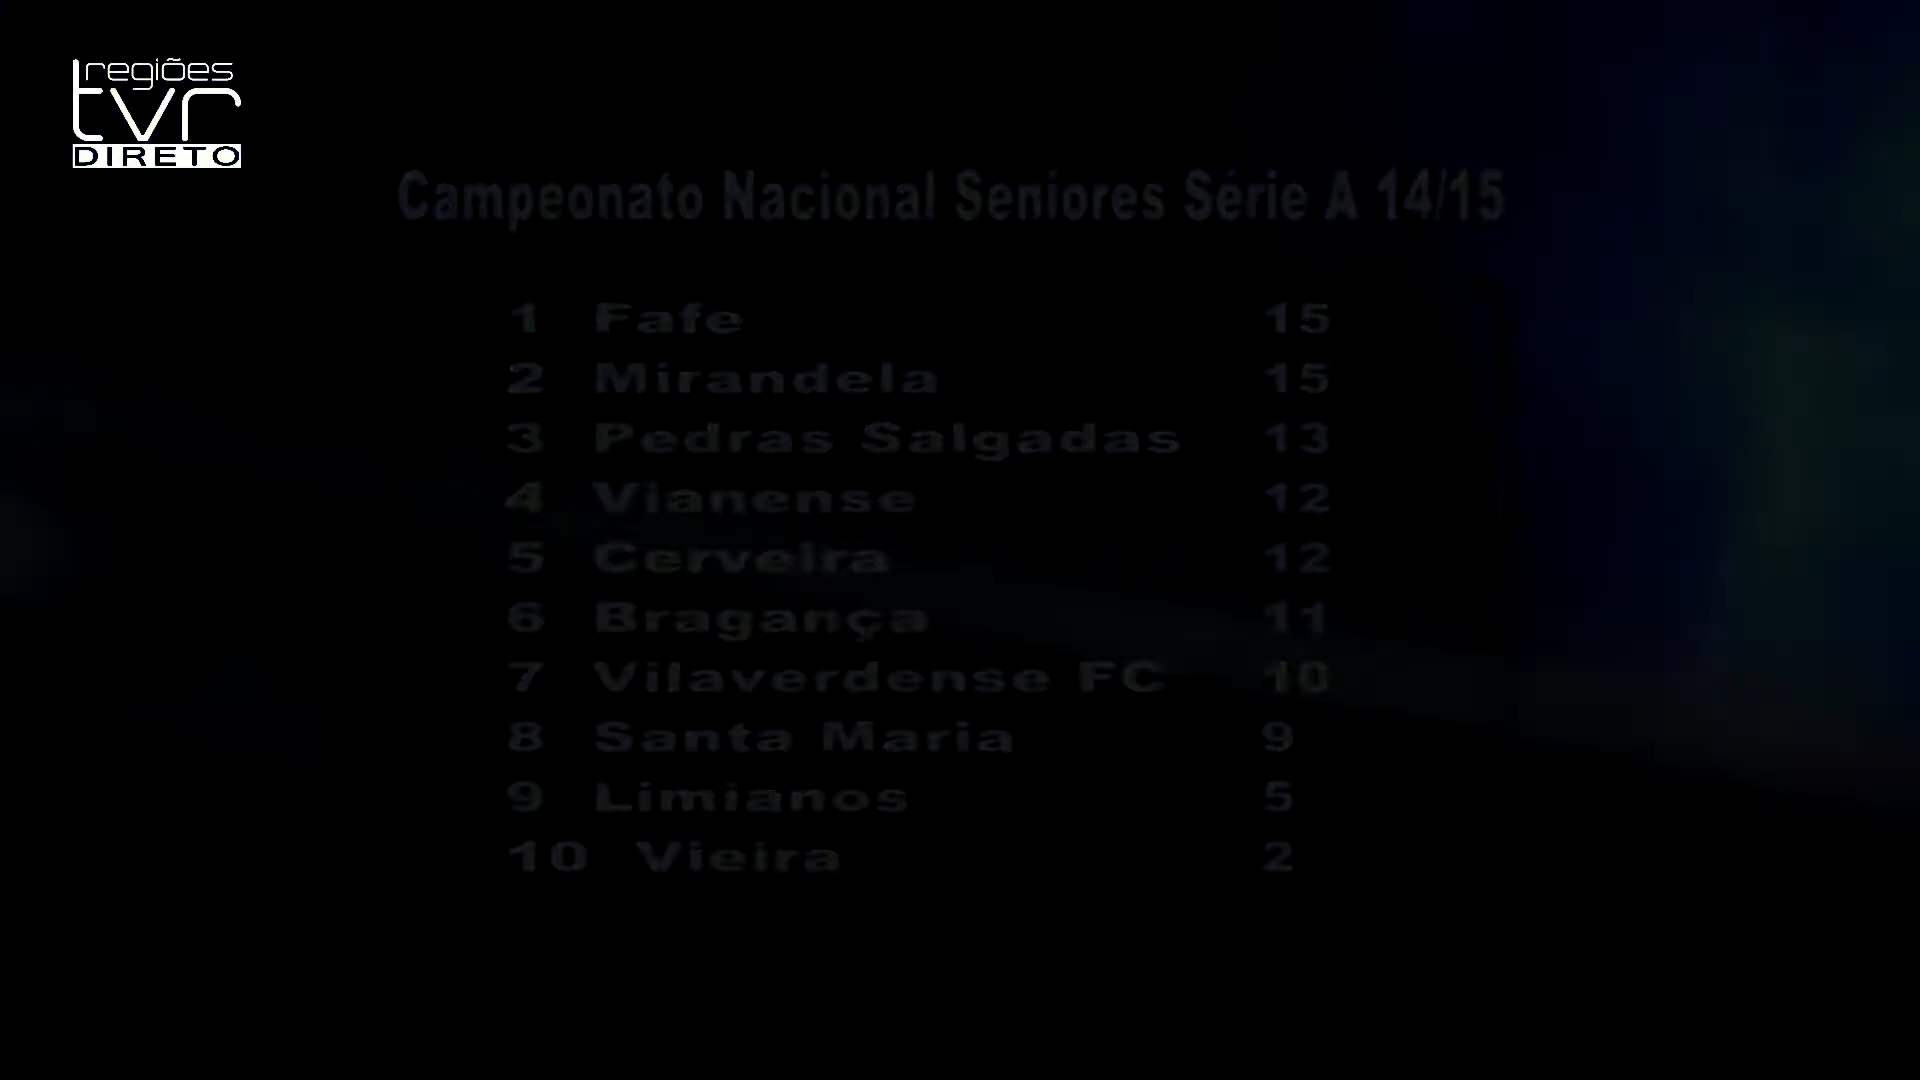 regiões
tvr
DIRETO
Campeonato Nacional Seniores Série A 14/15
1 Fafe 15
2 Mirandela 15
3 Pedras Salgadas 13
4 Vianense 12
5 Cerveira 12
6 Bragança 11
7 Vilaverdense FC 10
8 Santa Maria 9
9 Limianos 5
10 Vieira 2